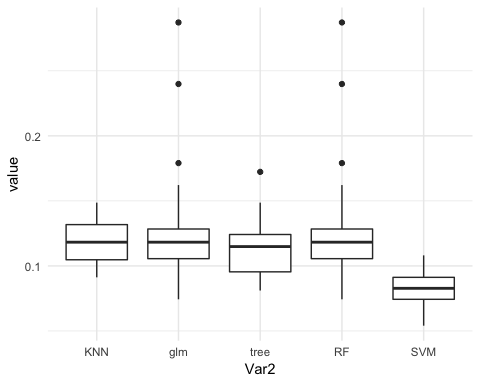 value
0.2
0.1
KNN glm tree RF SVM
Var2